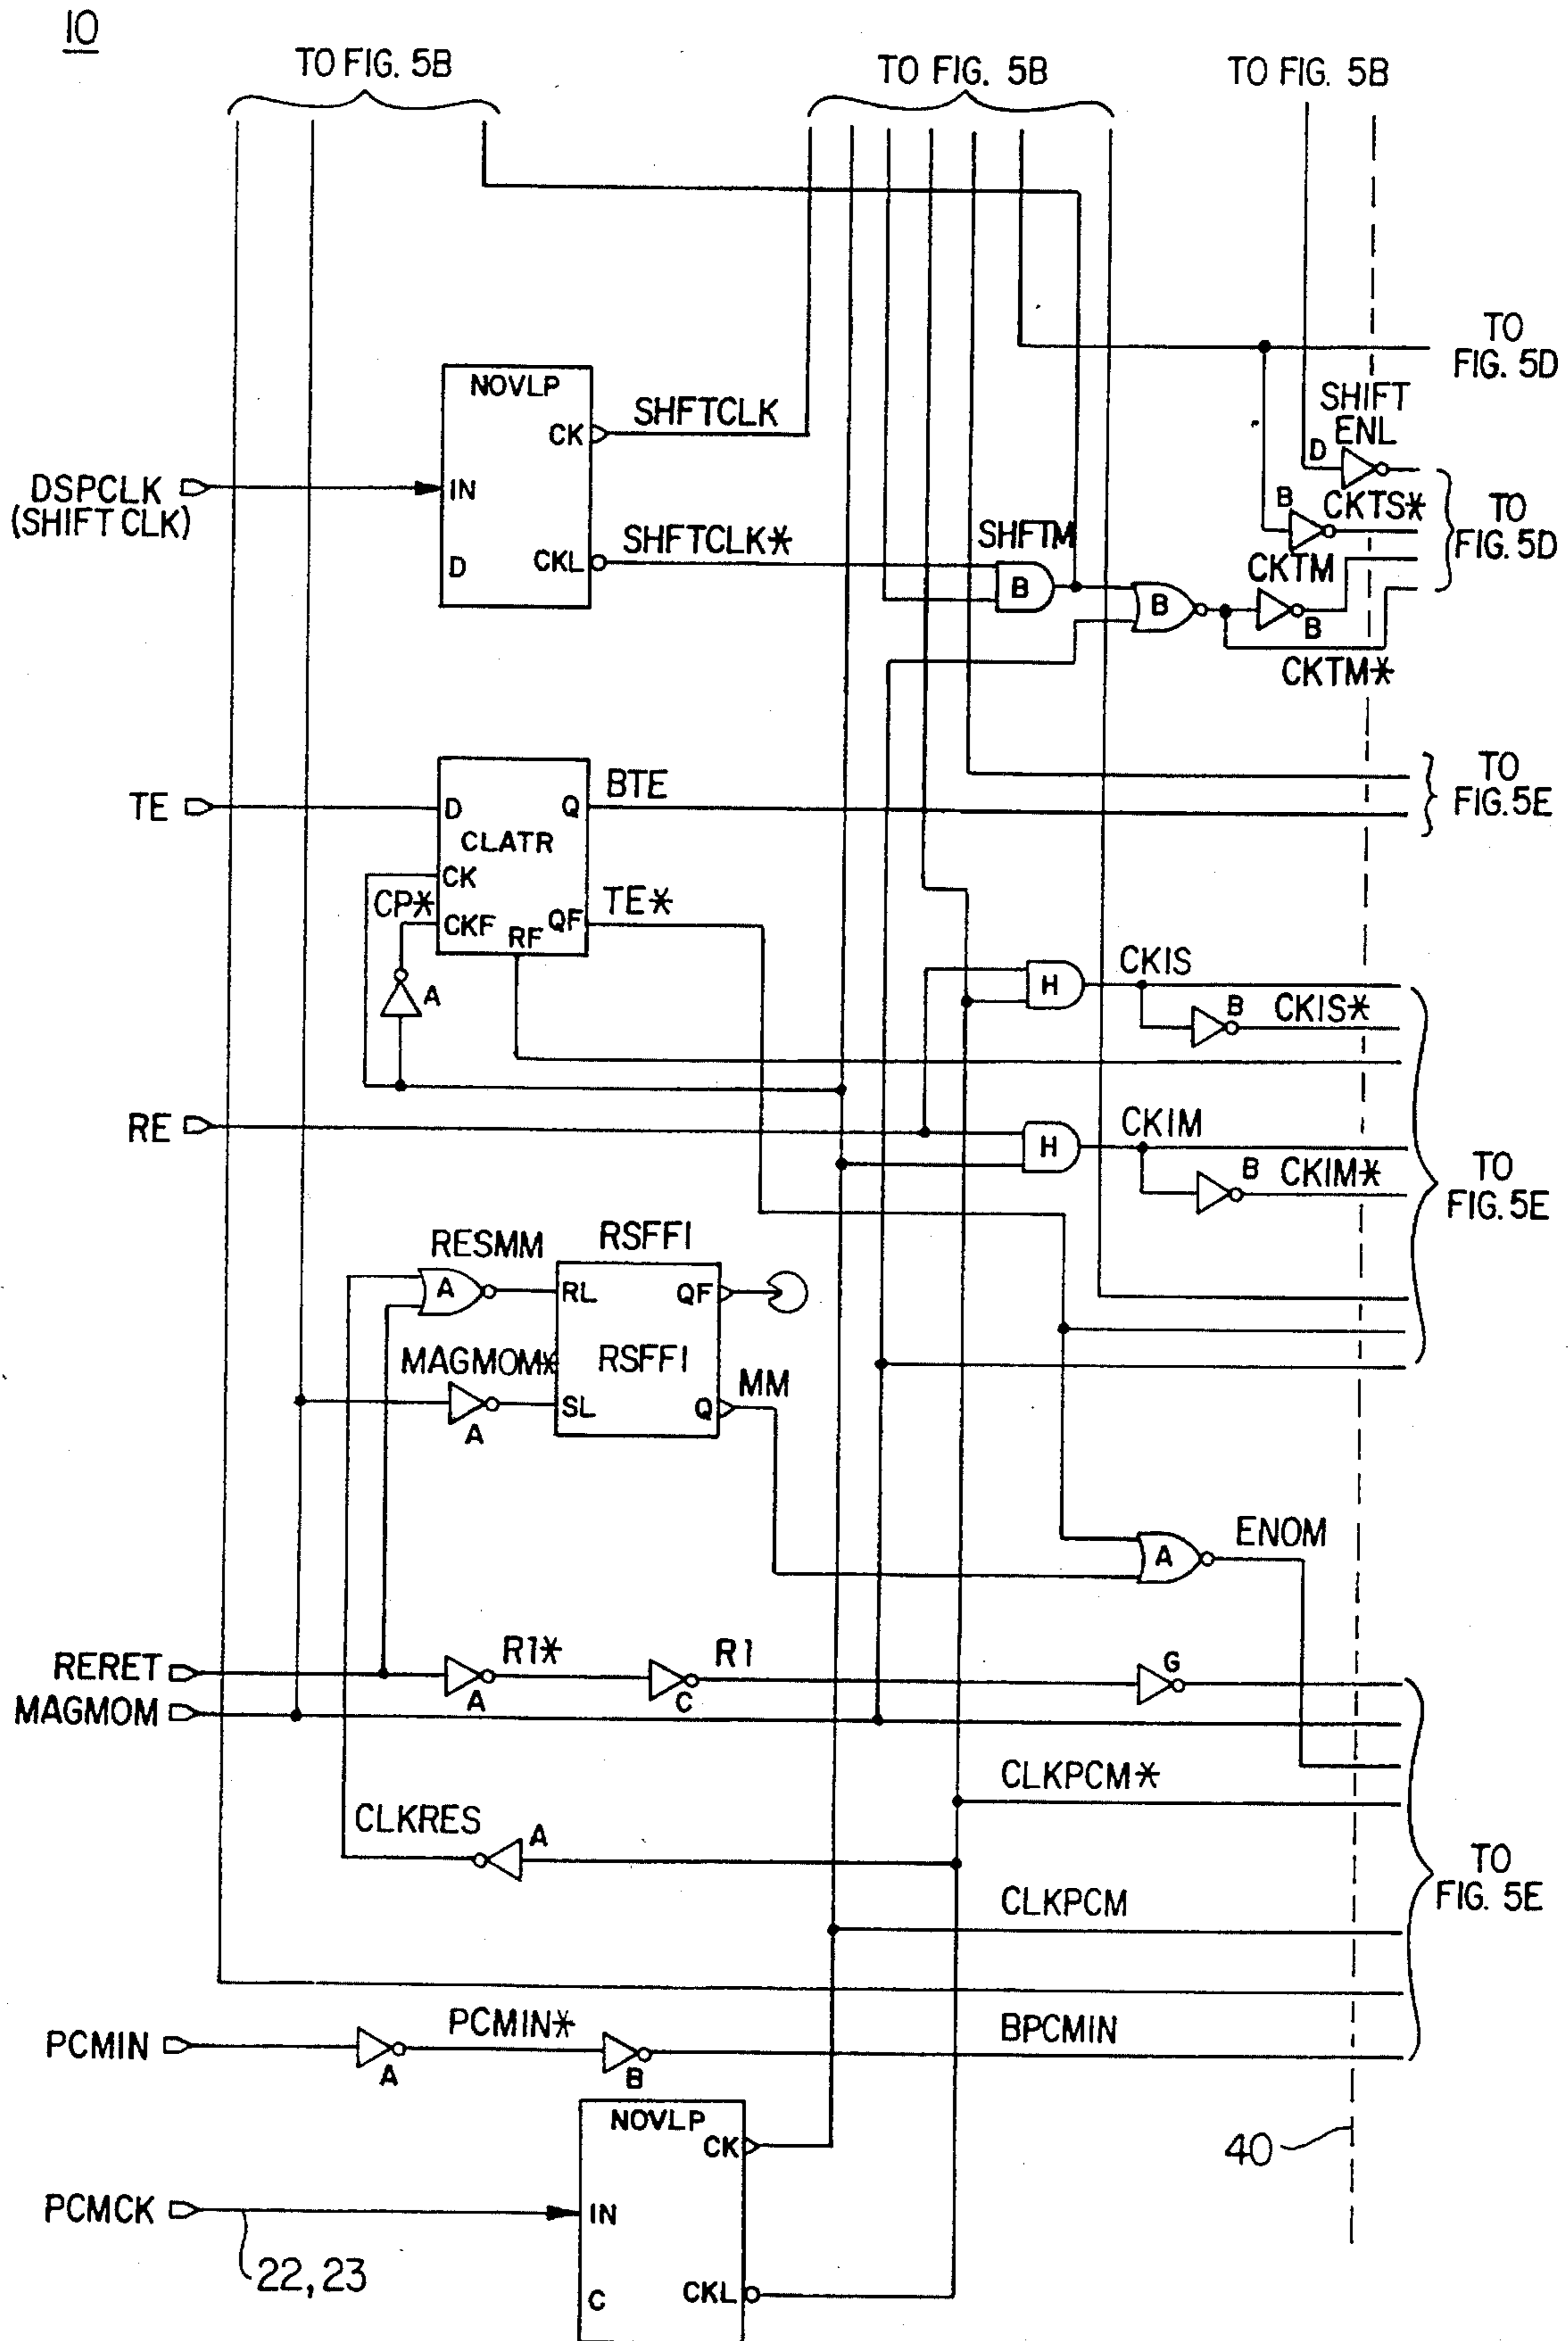 10
TO FIG. 5B
TO FIG. 5B
TO FIG. 5B
TO
FIG. 5D
NOVLP
CK
SHFTCLK
SHIFT
ENL
D
DSPCLK
(SHIFT CLK)
IN
B
CKTS*
TO
FIG. 5D
D
CKL
SHFTCLK*
SHFTM
B
B
CKTM
B
CKTM*
TE
D
Q
BTE
TO
FIG. 5E
CLATR
CK
CP*
CKF
RF
QF
TE*
A
H
CKIS
B
CKIS*
RE
H
CKIM
B
CKIM*
TO
FIG. 5E
RESMM
RSFF1
A
RL
QF
MAGMOM*
RSFF1
A
SL
Q
MM
A
ENOM
RERET
R1*
R1
G
A
C
MAGMOM
CLKPCM*
CLKRES
A
CLKPCM
TO
FIG. 5E
PCMIN
PCMIN*
BPCMIN
A
B
NOVLP
CK
40
PCMCK
IN
22, 23
C
CKL